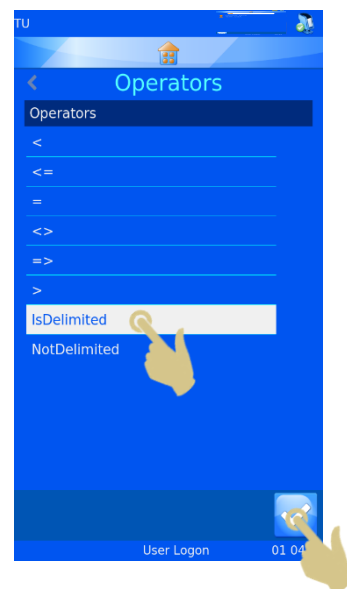 TU
Operators
Operators
<
<=
=
<>
=>
>
IsDelimited
NotDelimited
User Logon
01 04